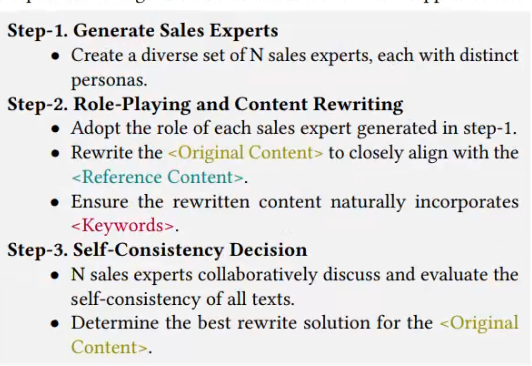 Step-1. Generate Sales Experts
• Create a diverse set of N sales experts, each with distinct
personas.
Step-2. Role-Playing and Content Rewriting
• Adopt the role of each sales expert generated in step-1.
• Rewrite the <Original Content> to closely align with the
<Reference Content>.
• Ensure the rewritten content naturally incorporates
<Keywords>.
Step-3. Self-Consistency Decision
• N sales experts collaboratively discuss and evaluate the
self-consistency of all texts.
• Determine the best rewrite solution for the <Original
Content>.